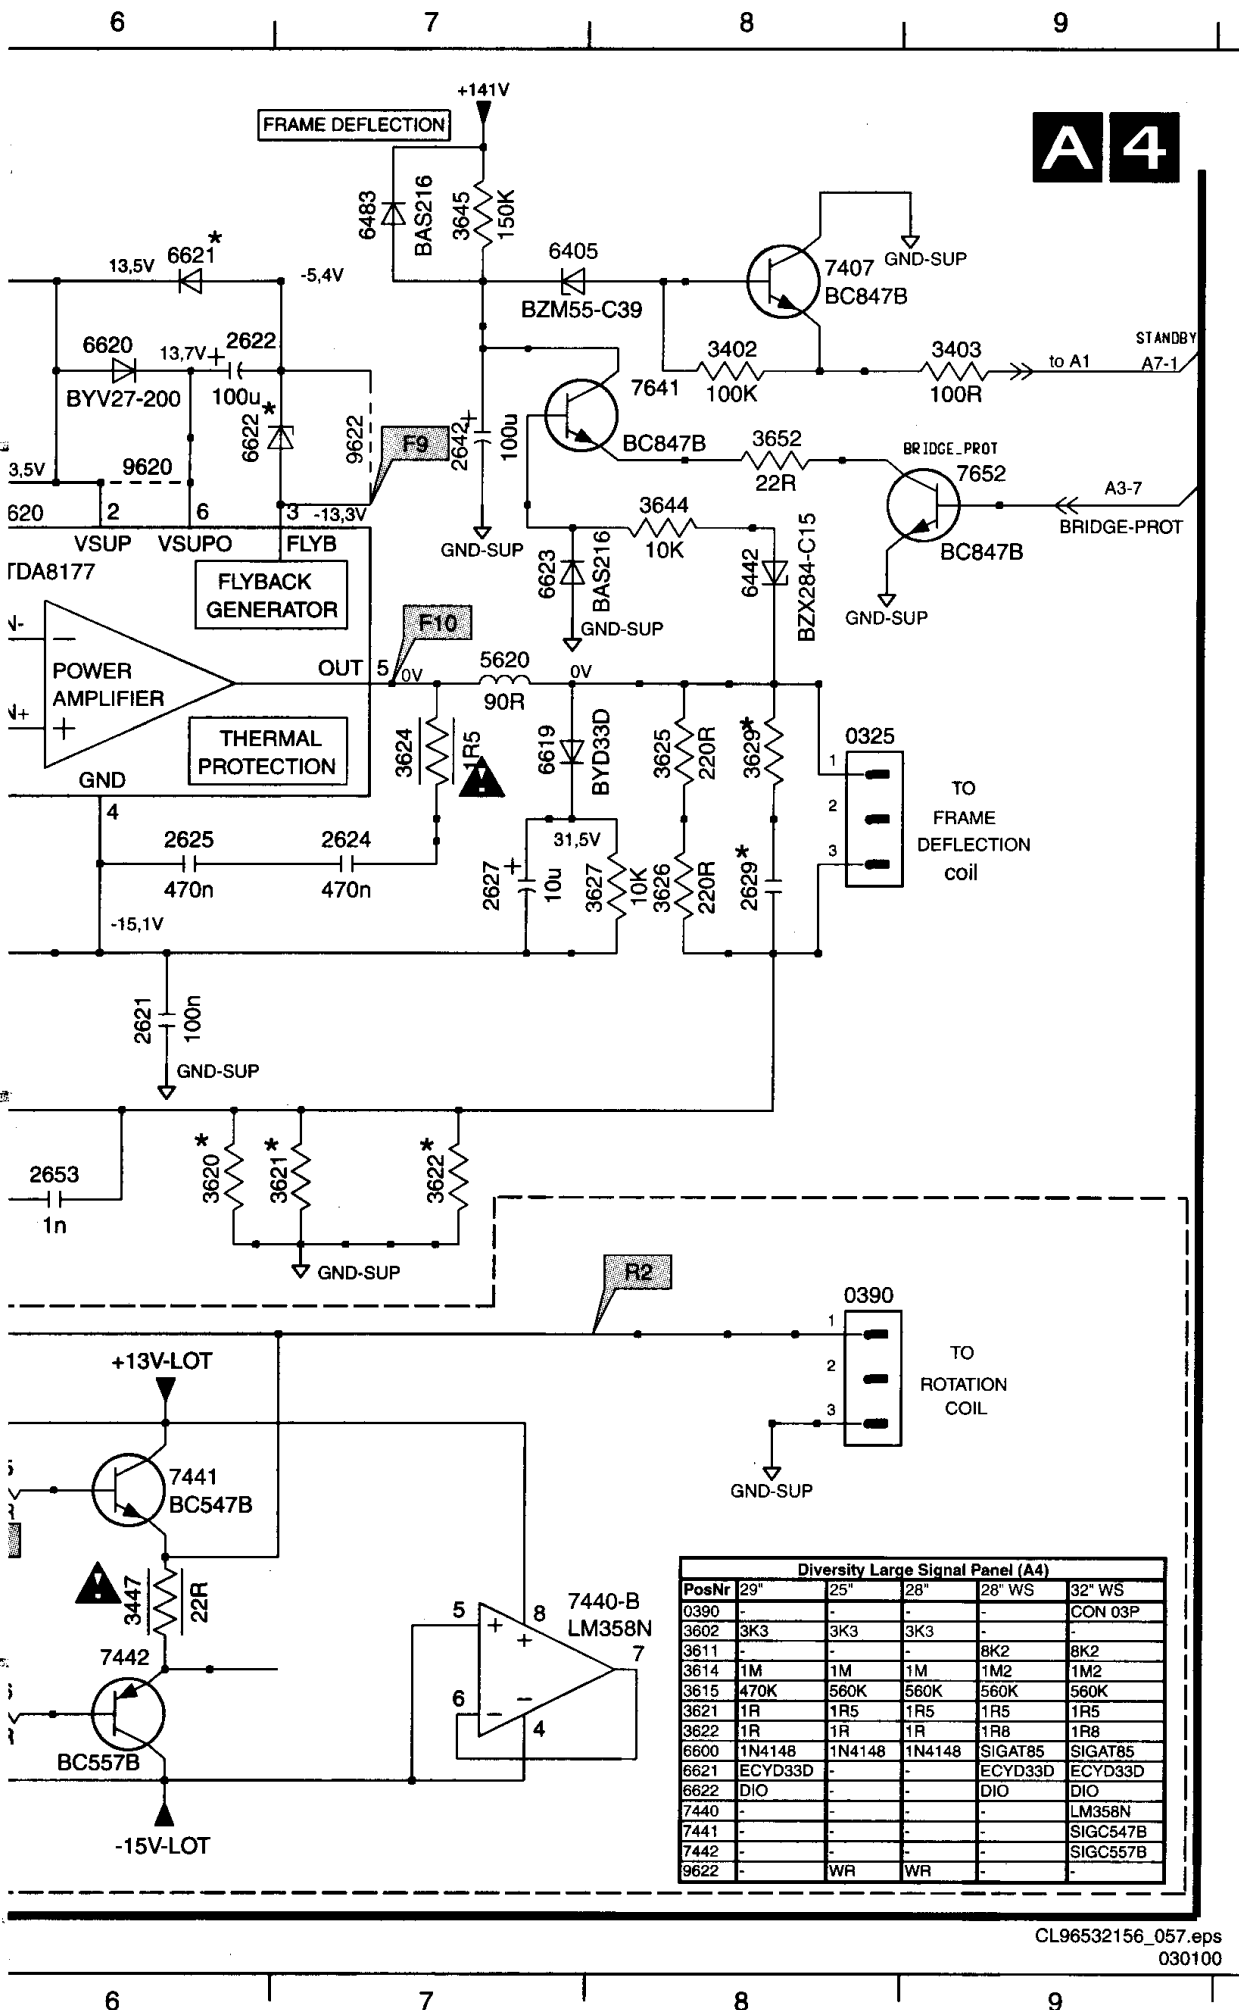 6 7 8 9
+141V
FRAME DEFLECTION
A 4
6483
BAS216
3645
150K
6621 *
13,5V
-5,4V
6405
BZM55-C39
7407
BC847B
GND-SUP
6620
BYV27-200
13,7V +
2622
100u
*
6622
9622
F9
2642
+
100u
7641
BC847B
3402
100K
3403
100R
to A1
STANDBY
A7-1
3652
22R
BRIDGE_PROT
7652
BC847B
A3-7
BRIDGE-PROT
3,5V
9620
620
2
6
3
-13,3V
VSUP
VSUPO
FLYB
GND-SUP
3644
10K
6623
BAS216
6442
BZX284-C15
GND-SUP
GND-SUP
TDA8177
FLYBACK
GENERATOR
N-
−
POWER
AMPLIFIER
N+
+
OUT
5
F10
0V
5620
90R
0V
THERMAL
PROTECTION
GND
4
3624
1R5
6619
BYD33D
3625
220R
3629
*
0325
1
2
3
TO
FRAME
DEFLECTION
coil
2625
470n
2624
470n
31,5V
2627
+
10u
3627
10K
3626
220R
2629
*
-15,1V
2621
100n
GND-SUP
2653
1n
*
3620
*
3621
*
3622
GND-SUP
R2
0390
1
2
3
TO
ROTATION
COIL
GND-SUP
+13V-LOT
7441
BC547B
3447
22R
7442
BC557B
-15V-LOT
7440-B
LM358N
5
+
8
+
7
6
−
−
4
Diversity Large Signal Panel (A4)
PosNr 29" 25" 28" 28" WS 32" WS
0390 - - - - CON 03P
3602 3K3 3K3 3K3 - -
3611 - - - 8K2 8K2
3614 1M 1M 1M 1M2 1M2
3615 470K 560K 560K 560K 560K
3621 1R 1R5 1R5 1R5 1R5
3622 1R 1R 1R 1R8 1R8
6600 1N4148 1N4148 1N4148 SIGAT85 SIGAT85
6621 ECYD33D - - ECYD33D ECYD33D
6622 DIO - - DIO DIO
7440 - - - - LM358N
7441 - - - - SIGC547B
7442 - - - - SIGC557B
9622 - WR WR - -
CL96532156_057.eps
030100
6 7 8 9